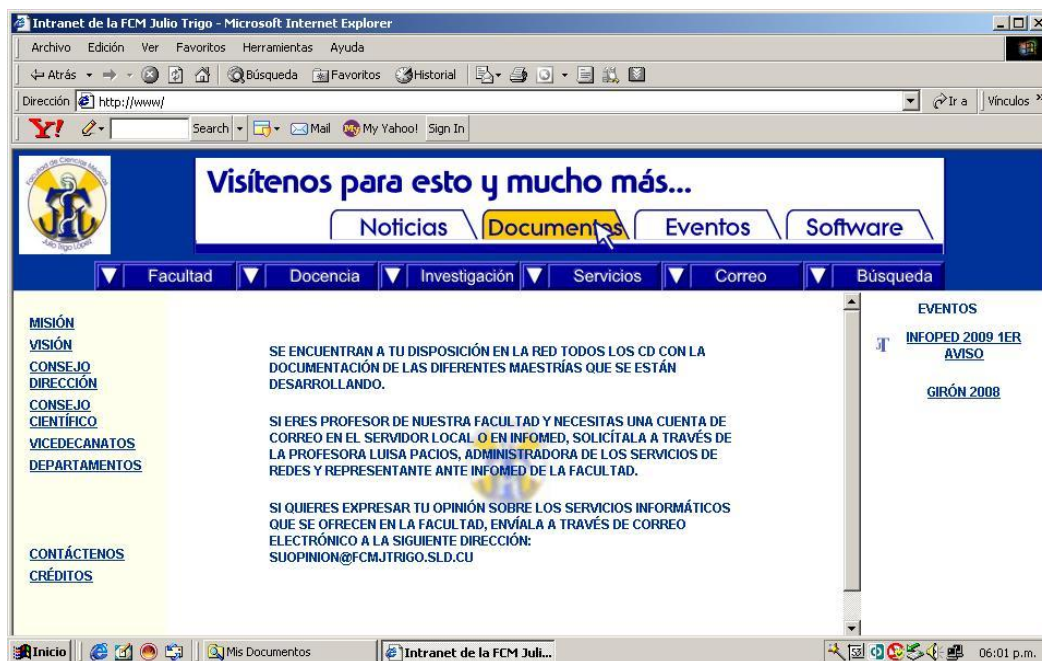 Intranet de la FCM Julio Trigo - Microsoft Internet Explorer
Archivo Edición Ver Favoritos Herramientas Ayuda
Atrás Búsqueda Favoritos Historial
Dirección http://www/ Ir a Vínculos »
Y! Search Mail My Yahoo! Sign In
Facultad de Ciencias Médicas
Julio Trigo López
Visítenos para esto y mucho más...
Noticias Documentos Eventos Software
Facultad Docencia Investigación Servicios Correo Búsqueda
MISIÓN
VISIÓN
CONSEJO
DIRECCIÓN
CONSEJO
CIENTÍFICO
VICEDECANATOS
DEPARTAMENTOS
CONTÁCTENOS
CRÉDITOS
SE ENCUENTRAN A TU DISPOSICIÓN EN LA RED TODOS LOS CD CON LA
DOCUMENTACIÓN DE LAS DIFERENTES MAESTRÍAS QUE SE ESTÁN
DESARROLLANDO.
SI ERES PROFESOR DE NUESTRA FACULTAD Y NECESITAS UNA CUENTA DE
CORREO EN EL SERVIDOR LOCAL O EN INFOMED, SOLICÍTALA A TRAVÉS DE
LA PROFESORA LUISA PACIOS, ADMINISTRADORA DE LOS SERVICIOS DE
REDES Y REPRESENTANTE ANTE INFOMED DE LA FACULTAD.
SI QUIERES EXPRESAR TU OPINIÓN SOBRE LOS SERVICIOS INFORMÁTICOS
QUE SE OFRECEN EN LA FACULTAD, ENVÍALA A TRAVÉS DE CORREO
ELECTRÓNICO A LA SIGUIENTE DIRECCIÓN:
SUOPINION@FCMJTRIGO.SLD.CU
EVENTOS
INFOPED 2009 1ER
AVISO
GIRÓN 2008
Inicio Mis Documentos Intranet de la FCM Juli... 06:01 p.m.